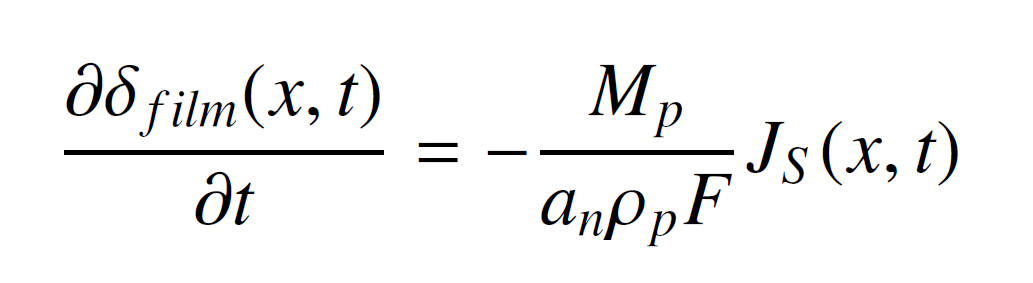 ∂δ_film(x, t)/∂t = −M_p/(a_n ρ_p F) J_S(x, t)